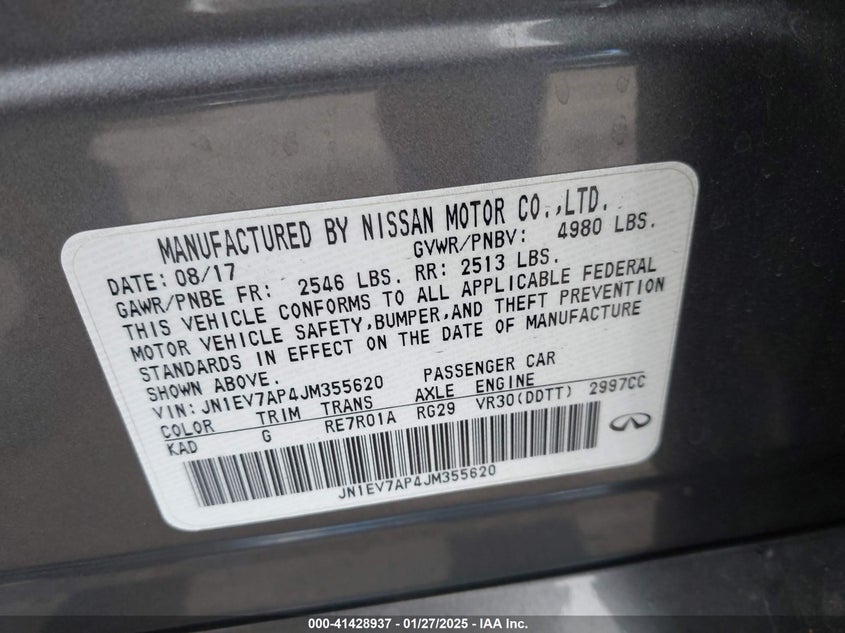 MANUFACTURED BY NISSAN MOTOR CO.,LTD.
DATE: 08/17 GVWR/PNBV: 4980 LBS.
GAWR/PNBE FR: 2546 LBS. RR: 2513 LBS.
THIS VEHICLE CONFORMS TO ALL APPLICABLE FEDERAL
MOTOR VEHICLE SAFETY,BUMPER,AND THEFT PREVENTION
STANDARDS IN EFFECT ON THE DATE OF MANUFACTURE
SHOWN ABOVE.
VIN: JN1EV7AP4JM355620 PASSENGER CAR
COLOR TRIM TRANS AXLE ENGINE
KAD G RE7R01A RG29 VR30(DDTT) 2997CC
JN1EV7AP4JM355620
000-41428937 - 01/27/2025 - IAA Inc.